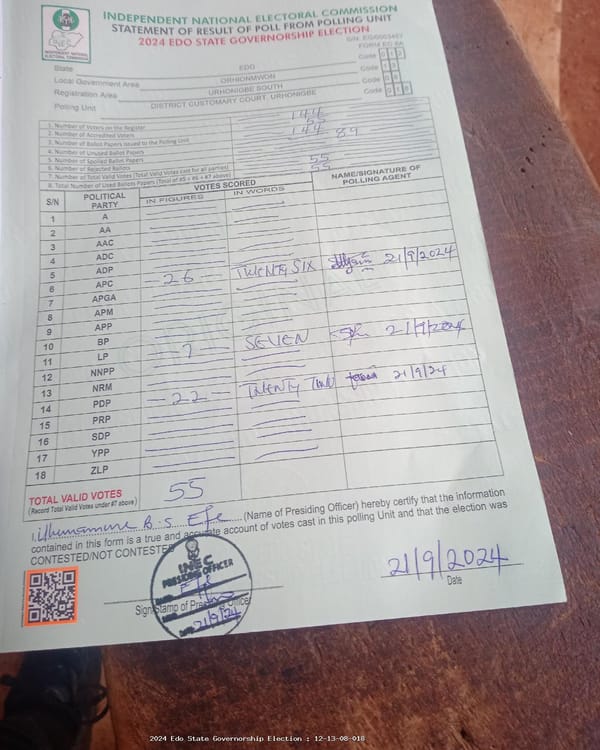 INDEPENDENT NATIONAL ELECTORAL COMMISSION
STATEMENT OF RESULT OF POLL FROM POLLING UNIT
2024 EDO STATE GOVERNORSHIP ELECTION
FORM EC 8A
State EDO Code
Local Government Area ORHIONMWON Code
Registration Area URHONIGBE SOUTH Code
Polling Unit DISTRICT CUSTOMARY COURT, URHONIGBE Code
1. Number of Voters on the Register 144
2. Number of Accredited Voters
3. Number of Ballot Papers issued to the Polling Unit 144
4. Number of Unused Ballot Papers 89
5. Number of Spoiled Ballot Papers
6. Number of Rejected Ballots
7. Number of Total Valid Votes (Total Valid Votes cast for all parties) 55
8. Total Number of Used Ballots Papers (Total of #5 + #6 + #7 above)
S/N POLITICAL PARTY VOTES SCORED NAME/SIGNATURE OF POLLING AGENT
IN FIGURES IN WORDS
1 A
2 AA
3 AAC
4 ADC
5 ADP
6 APC 26 TWENTY SIX 21/9/2024
7 APGA
8 APM
9 APP
10 BP
11 LP 7 SEVEN 21/9/2024
12 NNPP
13 NRM
14 PDP 22 TWENTY TWO 21/9/24
15 PRP
16 SDP
17 YPP
18 ZLP
TOTAL VALID VOTES 55
(Record Total Valid Votes under #7 above)
I, B. S Efe (Name of Presiding Officer) hereby certify that the information
contained in this form is a true and accurate account of votes cast in this polling Unit and that the election was
CONTESTED/NOT CONTESTED
INEC
PRESIDING OFFICER
Efe
21/9/24
Sign/Stamp of Presiding Officer
21/9/2024
Date
2024 Edo State Governorship Election : 12-13-08-018